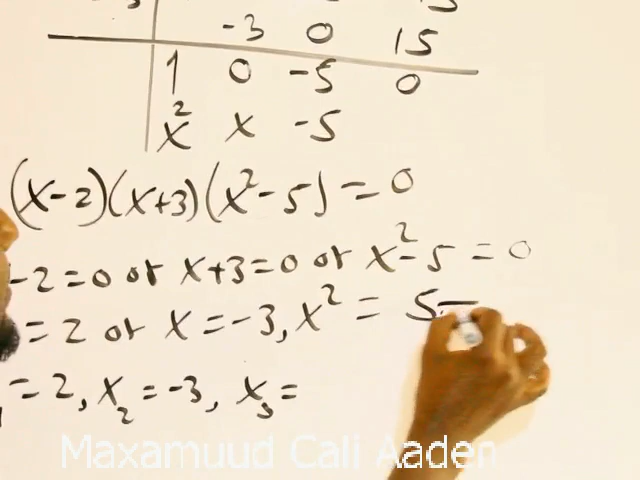 -3 0 15
1 0 -5 0
x² x -5
(x-2)(x+3)(x²-5)=0
-2=0 or x+3=0 or x²-5=0
=2 or x=-3, x²= 5
=2, x₂=-3, x₃=
Maxamuud Cali Aaden